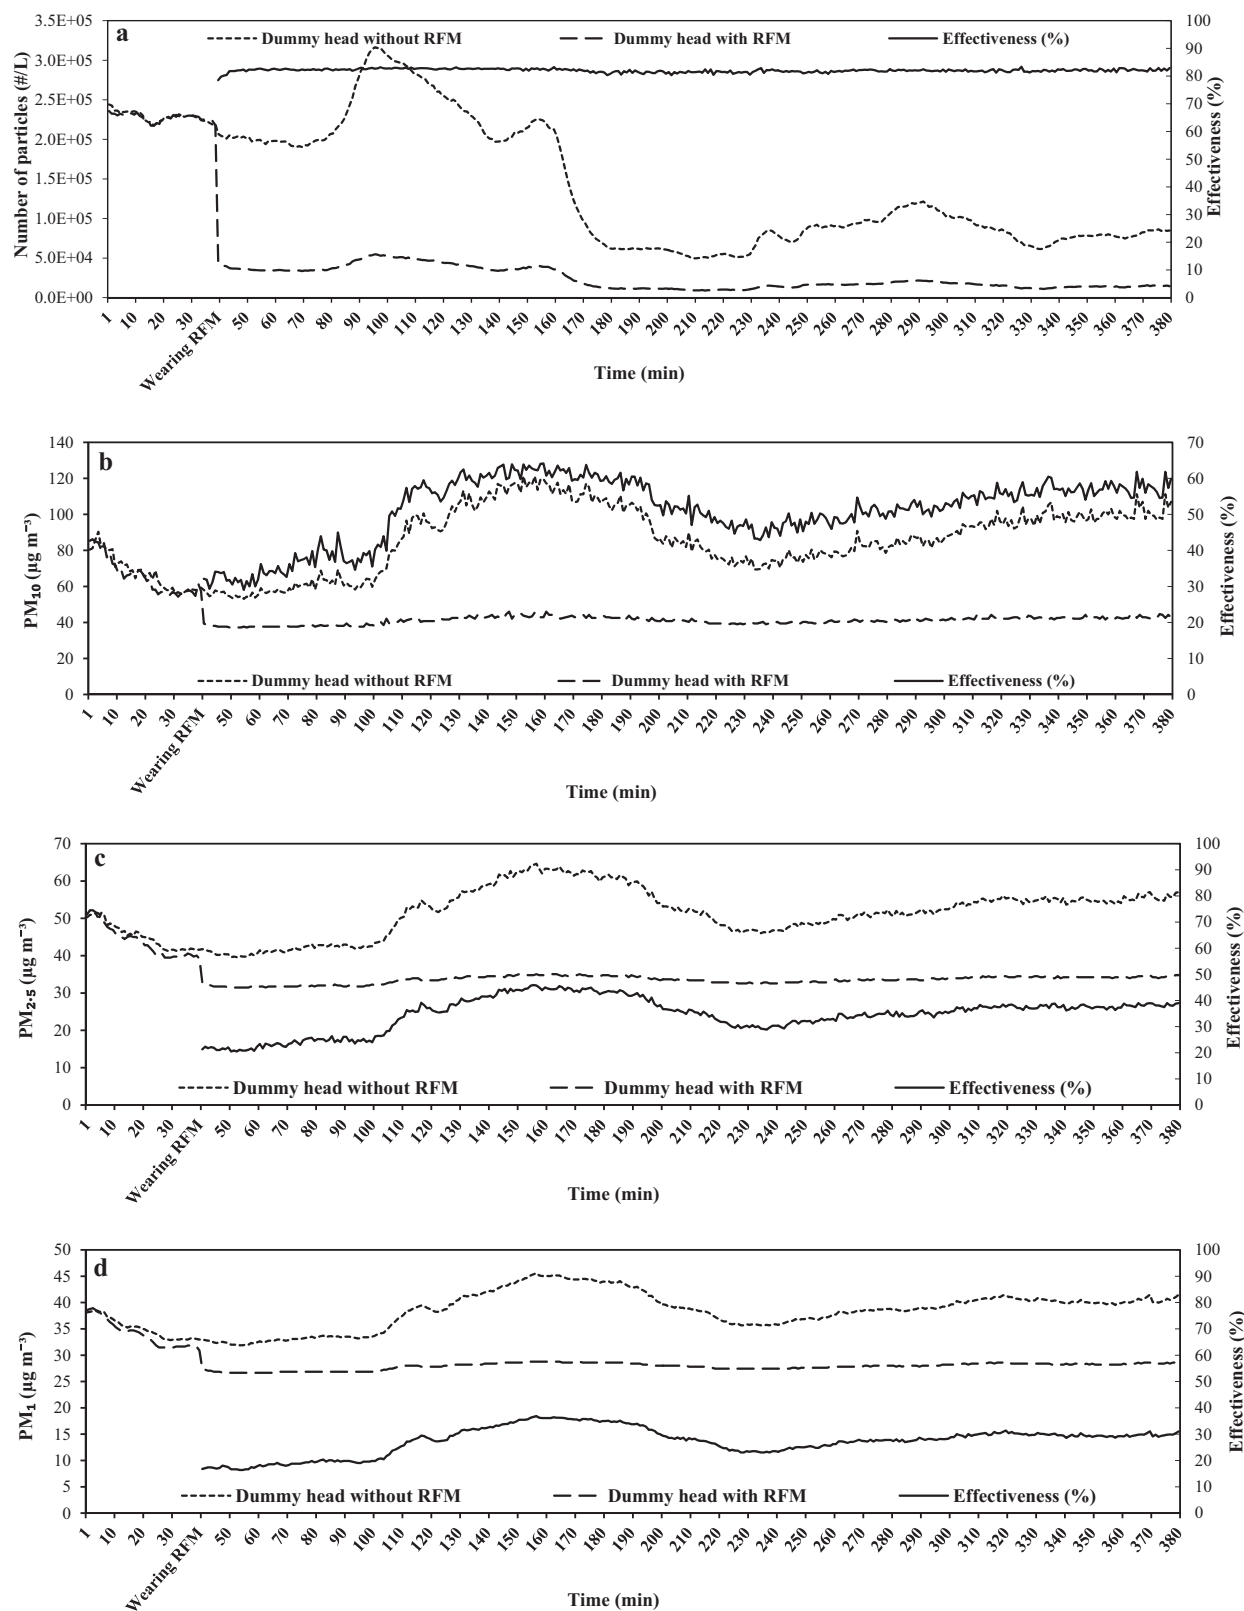 a
Dummy head without RFM
Dummy head with RFM
Effectiveness (%)
Number of particles (#/L)
3.5E+05
3.0E+05
2.5E+05
2.0E+05
1.5E+05
1.0E+05
5.0E+04
0.0E+00
100
90
80
70
60
50
40
30
20
10
0
Effectiveness (%)
1 10 20 30 Wearing RFM 50 60 70 80 90 100 110 120 130 140 150 160 170 180 190 200 210 220 230 240 250 260 270 280 290 300 310 320 330 340 350 360 370 380
Time (min)
b
PM₁₀ (µg m⁻³)
140
120
100
80
60
40
20
0
70
60
50
40
30
20
10
0
Effectiveness (%)
Dummy head without RFM
Dummy head with RFM
Effectiveness (%)
1 10 20 30 Wearing RFM 50 60 70 80 90 100 110 120 130 140 150 160 170 180 190 200 210 220 230 240 250 260 270 280 290 300 310 320 330 340 350 360 370 380
Time (min)
c
PM₂.₅ (µg m⁻³)
70
60
50
40
30
20
10
0
100
90
80
70
60
50
40
30
20
10
0
Effectiveness (%)
Dummy head without RFM
Dummy head with RFM
Effectiveness (%)
1 10 20 30 Wearing RFM 50 60 70 80 90 100 110 120 130 140 150 160 170 180 190 200 210 220 230 240 250 260 270 280 290 300 310 320 330 340 350 360 370 380
Time (min)
d
PM₁ (µg m⁻³)
50
45
40
35
30
25
20
15
10
5
0
100
90
80
70
60
50
40
30
20
10
0
Effectiveness (%)
Dummy head without RFM
Dummy head with RFM
Effectiveness (%)
1 10 20 30 Wearing RFM 50 60 70 80 90 100 110 120 130 140 150 160 170 180 190 200 210 220 230 240 250 260 270 280 290 300 310 320 330 340 350 360 370 380
Time (min)